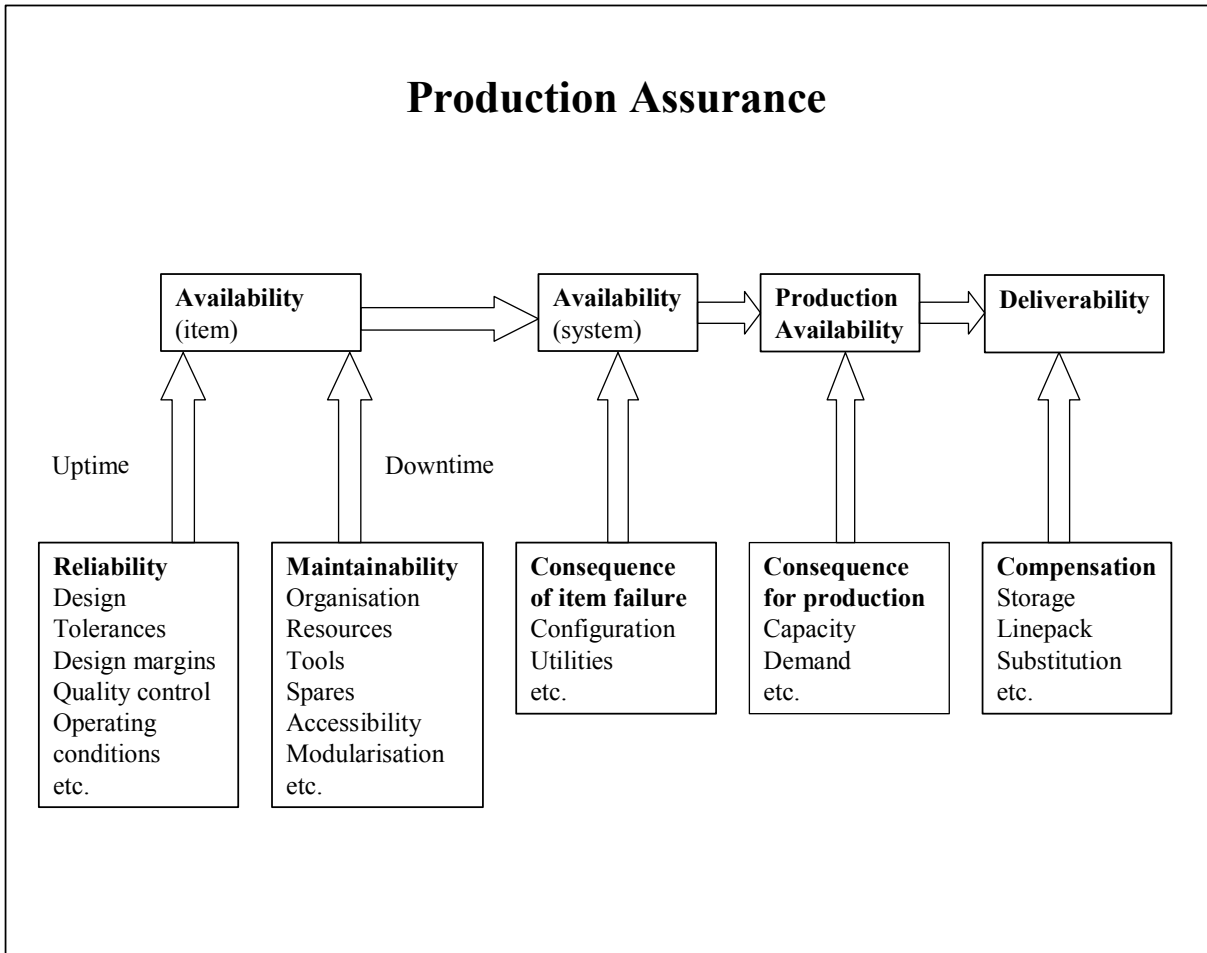 Production Assurance
Availability
(item)
Availability
(system)
Production
Availability
Deliverability
Uptime
Downtime
Reliability
Design
Tolerances
Design margins
Quality control
Operating
conditions
etc.
Maintainability
Organisation
Resources
Tools
Spares
Accessibility
Modularisation
etc.
Consequence
of item failure
Configuration
Utilities
etc.
Consequence
for production
Capacity
Demand
etc.
Compensation
Storage
Linepack
Substitution
etc.